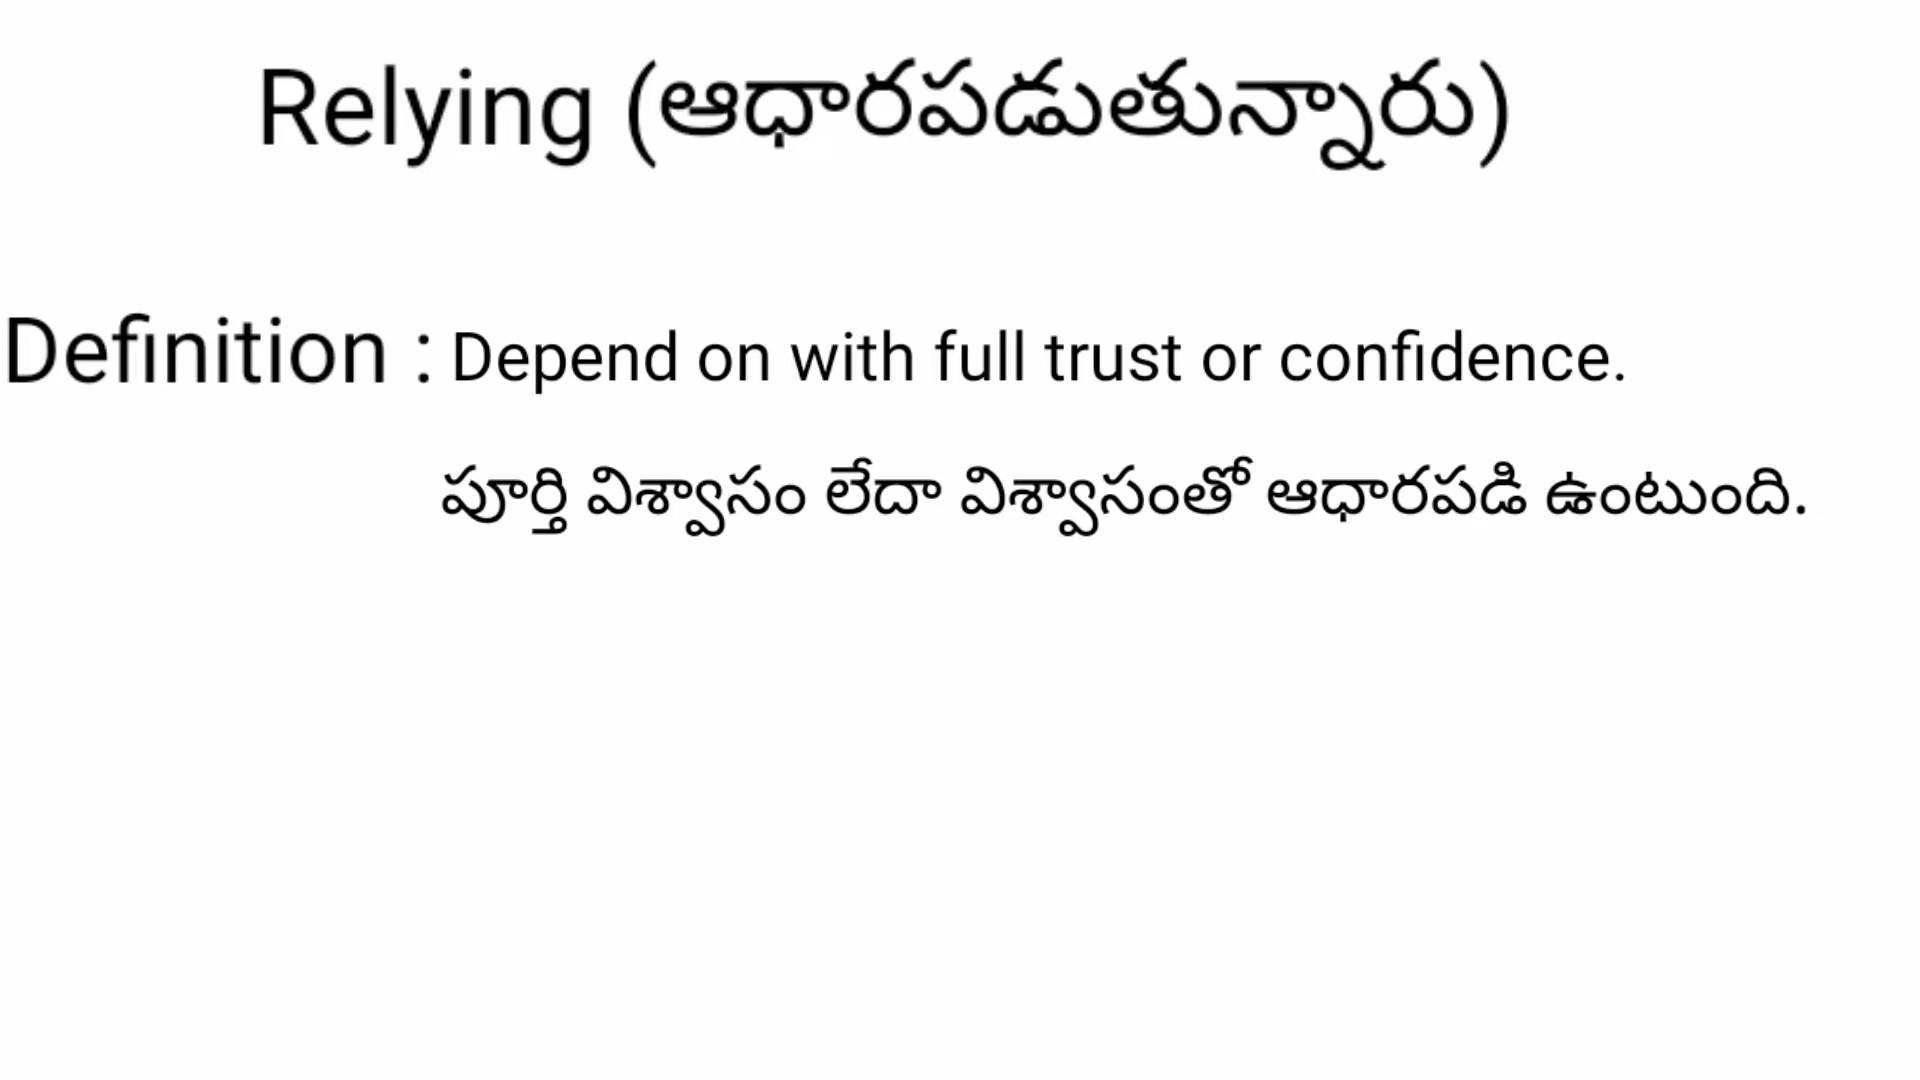 Relying (ఆధారపడుతున్నారు)
Definition : Depend on with full trust or confidence.
పూర్తి విశ్వాసం లేదా విశ్వాసంతో ఆధారపడి ఉంటుంది.